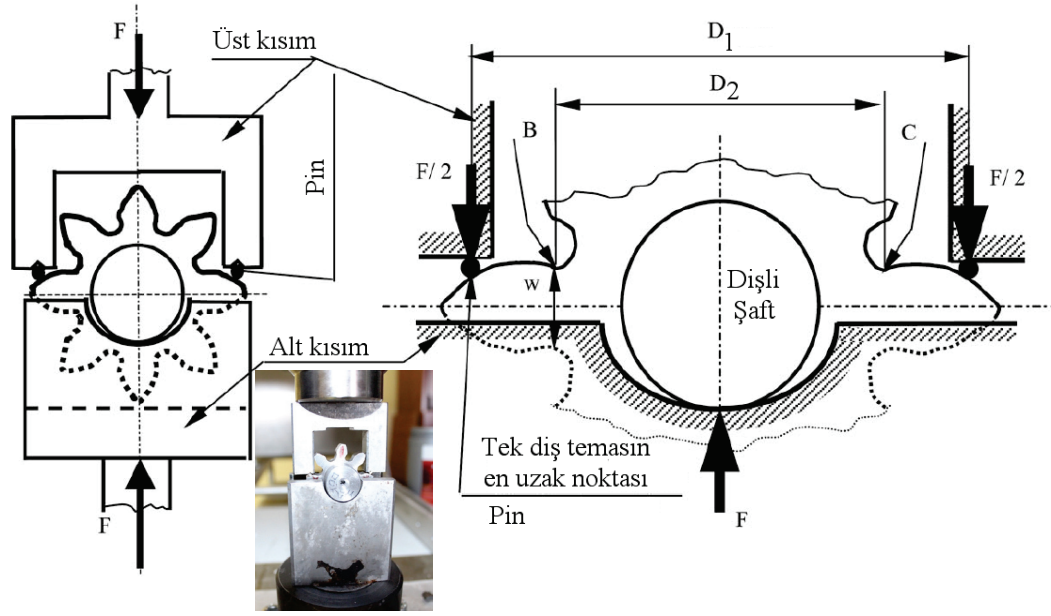 F
Üst kısım
Pin
Alt kısım
F
D1
D2
B
C
F/2
F/2
w
Dişli
Şaft
Tek diş temasın
en uzak noktası
Pin
F